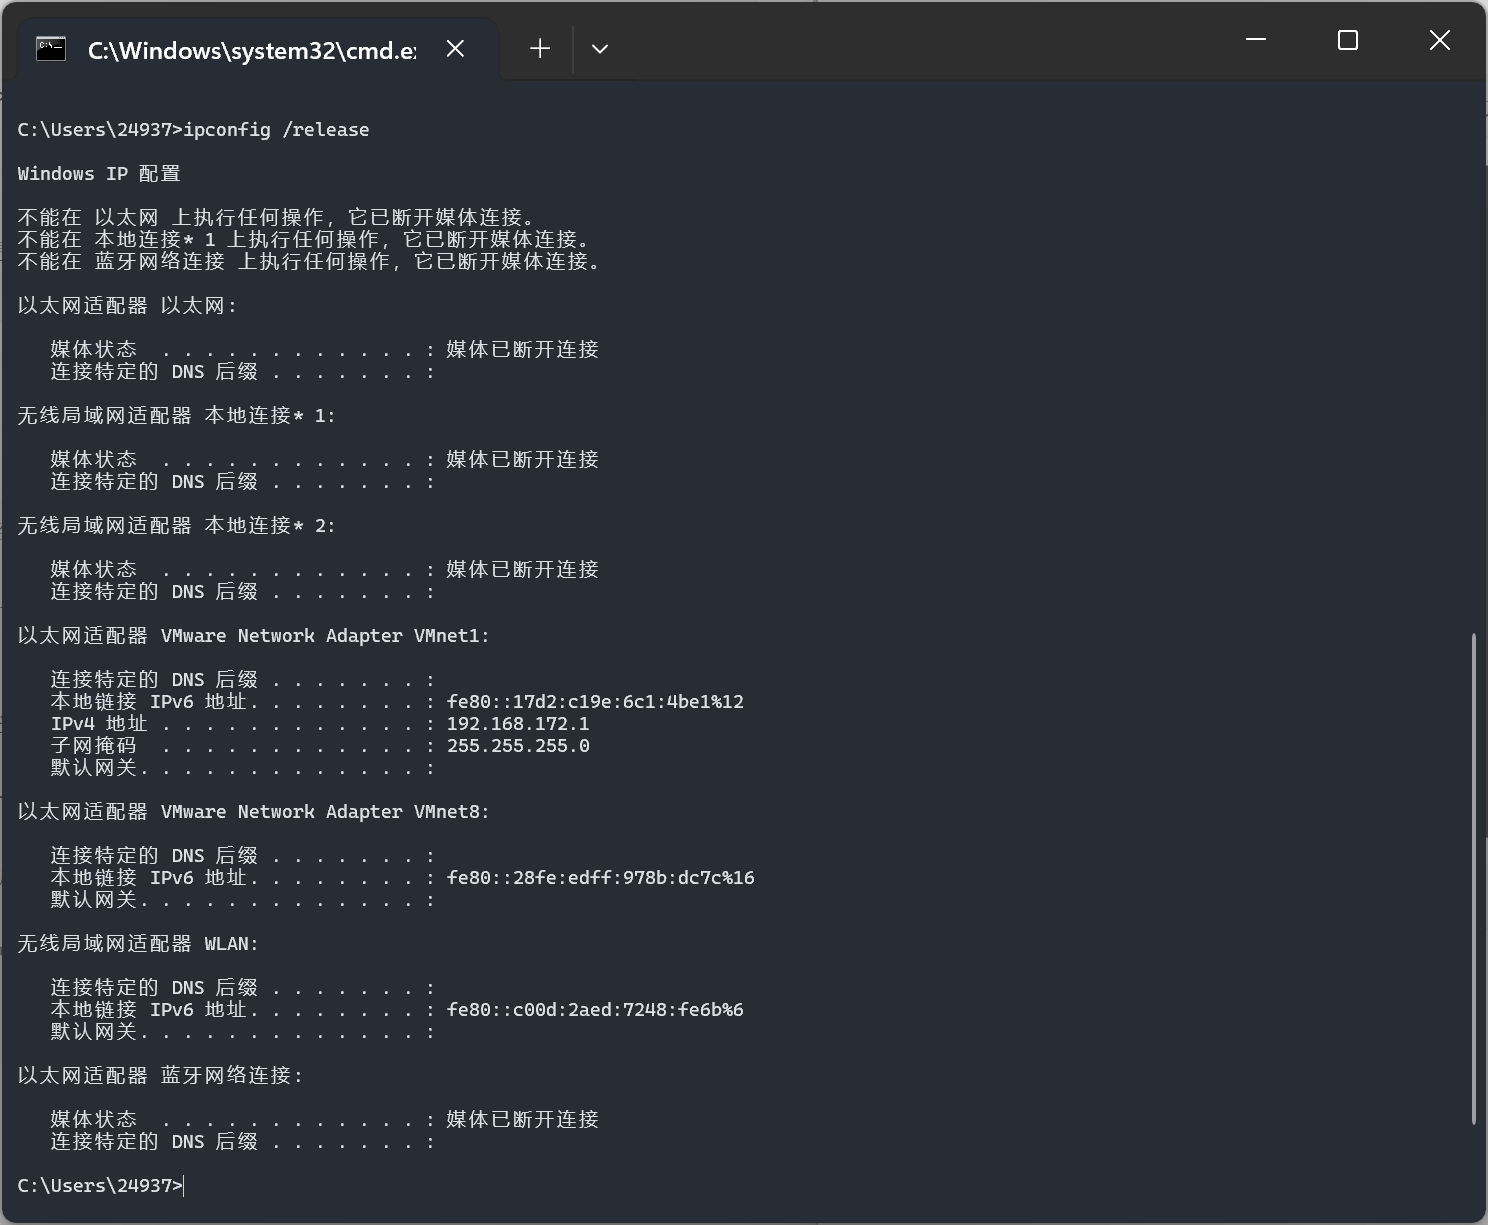 C:\Windows\system32\cmd.e
C:\Users\24937>ipconfig /release
Windows IP 配置
不能在 以太网 上执行任何操作，它已断开媒体连接。
不能在 本地连接* 1 上执行任何操作，它已断开媒体连接。
不能在 蓝牙网络连接 上执行任何操作，它已断开媒体连接。
以太网适配器 以太网:
媒体状态  . . . . . . . . . . . . : 媒体已断开连接
连接特定的 DNS 后缀 . . . . . . . :
无线局域网适配器 本地连接* 1:
媒体状态  . . . . . . . . . . . . : 媒体已断开连接
连接特定的 DNS 后缀 . . . . . . . :
无线局域网适配器 本地连接* 2:
媒体状态  . . . . . . . . . . . . : 媒体已断开连接
连接特定的 DNS 后缀 . . . . . . . :
以太网适配器 VMware Network Adapter VMnet1:
连接特定的 DNS 后缀 . . . . . . . :
本地链接 IPv6 地址. . . . . . . . : fe80::17d2:c19e:6c1:4be1%12
IPv4 地址 . . . . . . . . . . . . : 192.168.172.1
子网掩码  . . . . . . . . . . . . : 255.255.255.0
默认网关. . . . . . . . . . . . . :
以太网适配器 VMware Network Adapter VMnet8:
连接特定的 DNS 后缀 . . . . . . . :
本地链接 IPv6 地址. . . . . . . . : fe80::28fe:edff:978b:dc7c%16
默认网关. . . . . . . . . . . . . :
无线局域网适配器 WLAN:
连接特定的 DNS 后缀 . . . . . . . :
本地链接 IPv6 地址. . . . . . . . : fe80::c00d:2aed:7248:fe6b%6
默认网关. . . . . . . . . . . . . :
以太网适配器 蓝牙网络连接:
媒体状态  . . . . . . . . . . . . : 媒体已断开连接
连接特定的 DNS 后缀 . . . . . . . :
C:\Users\24937>